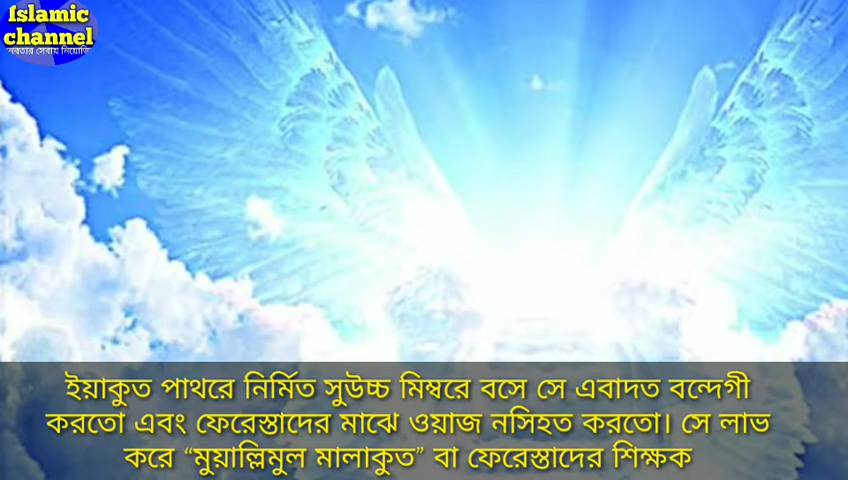 Islamic
channel
ইয়াকুত পাথরে নির্মিত সুউচ্চ মিম্বরে বসে সে এবাদত বন্দেগী
করতো এবং ফেরেস্তাদের মাঝে ওয়াজ নসিহত করতো। সে লাভ
করে “মুয়াল্লিমুল মালাকুত” বা ফেরেস্তাদের শিক্ষক